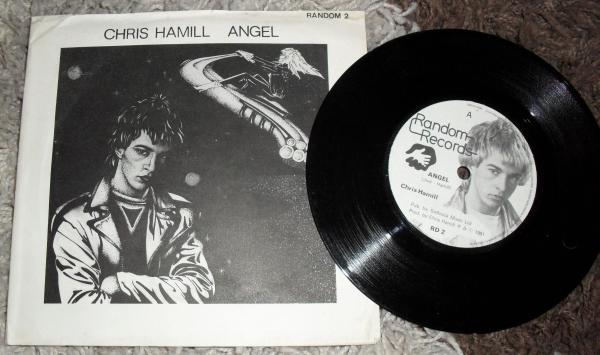 RANDOM 2
CHRIS HAMILL ANGEL
A
Random
Records
ANGEL
Chris Hamill
RD 2